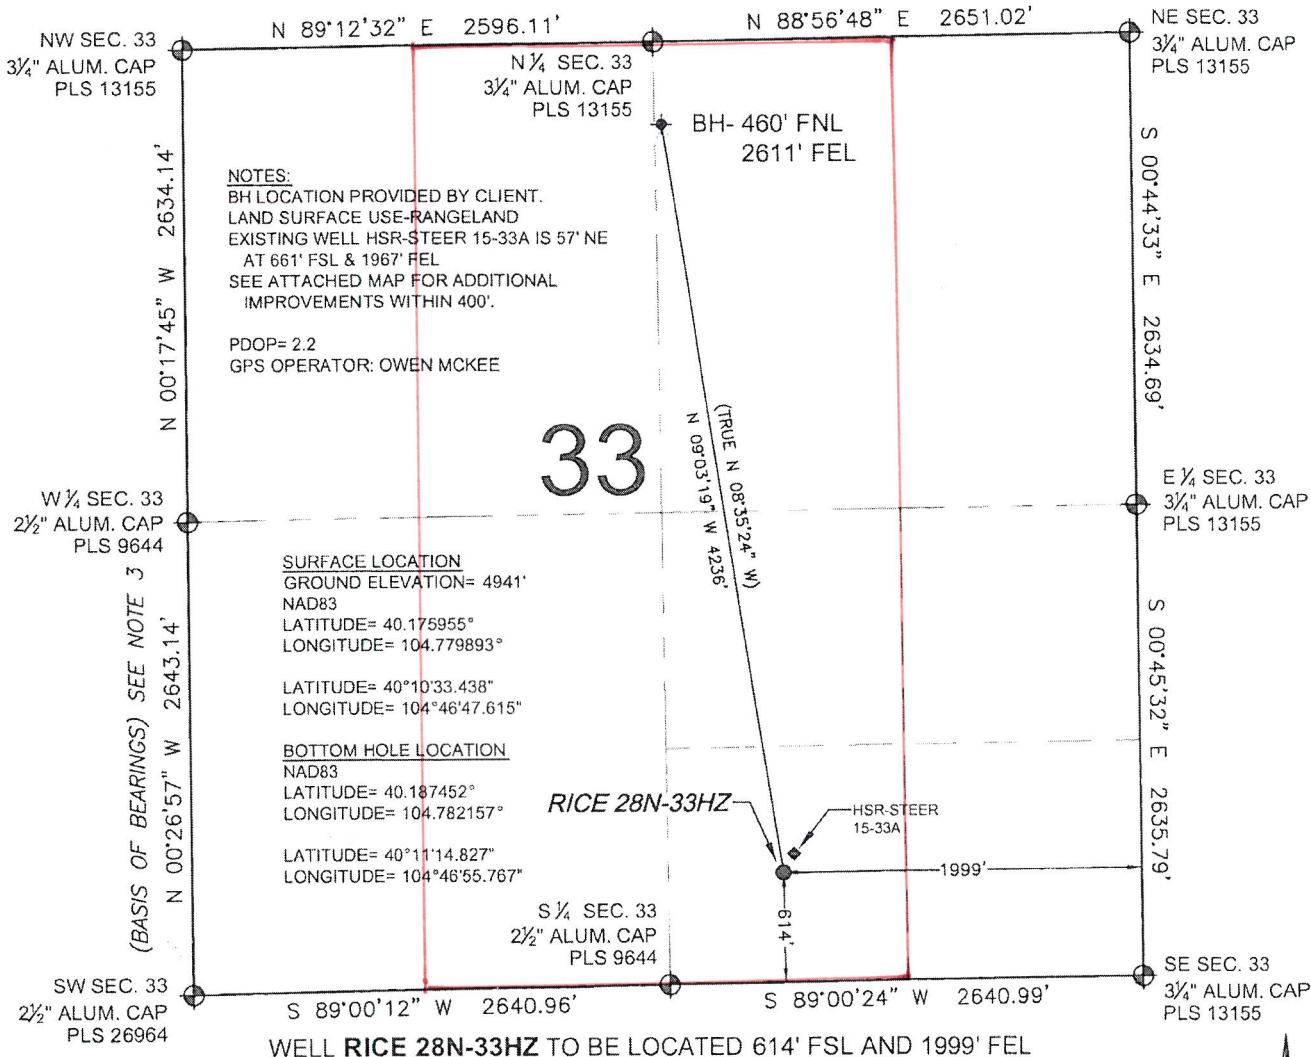 N 89°12'32" E 2596.11'
N 88°56'48" E 2651.02'
NW SEC. 33
3¼" ALUM. CAP
PLS 13155
N ¼ SEC. 33
3¼" ALUM. CAP
PLS 13155
NE SEC. 33
3¼" ALUM. CAP
PLS 13155
BH- 460' FNL
2611' FEL
N 00°17'45" W 2634.14'
S 00°44'33" E 2634.69'
NOTES:
BH LOCATION PROVIDED BY CLIENT.
LAND SURFACE USE-RANGELAND
EXISTING WELL HSR-STEER 15-33A IS 57' NE
AT 661' FSL & 1967' FEL
SEE ATTACHED MAP FOR ADDITIONAL
IMPROVEMENTS WITHIN 400'.
PDOP= 2.2
GPS OPERATOR: OWEN MCKEE
33
(TRUE N 08°35'24" W)
N 09°03'19" W 4236'
W ¼ SEC. 33
2½" ALUM. CAP
PLS 9644
E ¼ SEC. 33
3¼" ALUM. CAP
PLS 13155
(BASIS OF BEARINGS) SEE NOTE 3
N 00°26'57" W 2643.14'
S 00°45'32" E 2635.79'
SURFACE LOCATION
GROUND ELEVATION= 4941'
NAD83
LATITUDE= 40.175955°
LONGITUDE= 104.779893°
LATITUDE= 40°10'33.438"
LONGITUDE= 104°46'47.615"
BOTTOM HOLE LOCATION
NAD83
LATITUDE= 40.187452°
LONGITUDE= 104.782157°
LATITUDE= 40°11'14.827"
LONGITUDE= 104°46'55.767"
RICE 28N-33HZ
HSR-STEER
15-33A
1999'
614'
S ¼ SEC. 33
2½" ALUM. CAP
PLS 9644
SW SEC. 33
2½" ALUM. CAP
PLS 26964
SE SEC. 33
3¼" ALUM. CAP
PLS 13155
S 89°00'12" W 2640.96'
S 89°00'24" W 2640.99'
WELL RICE 28N-33HZ TO BE LOCATED 614' FSL AND 1999' FEL